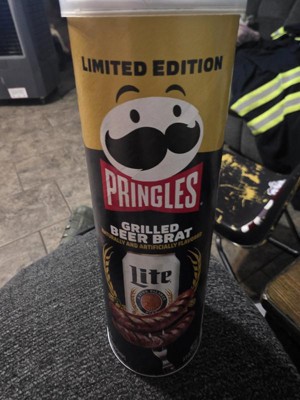 LIMITED EDITION
PRINGLES
GRILLED
BEER BRAT
NATURALLY AND ARTIFICIALLY FLAVORED
Lite